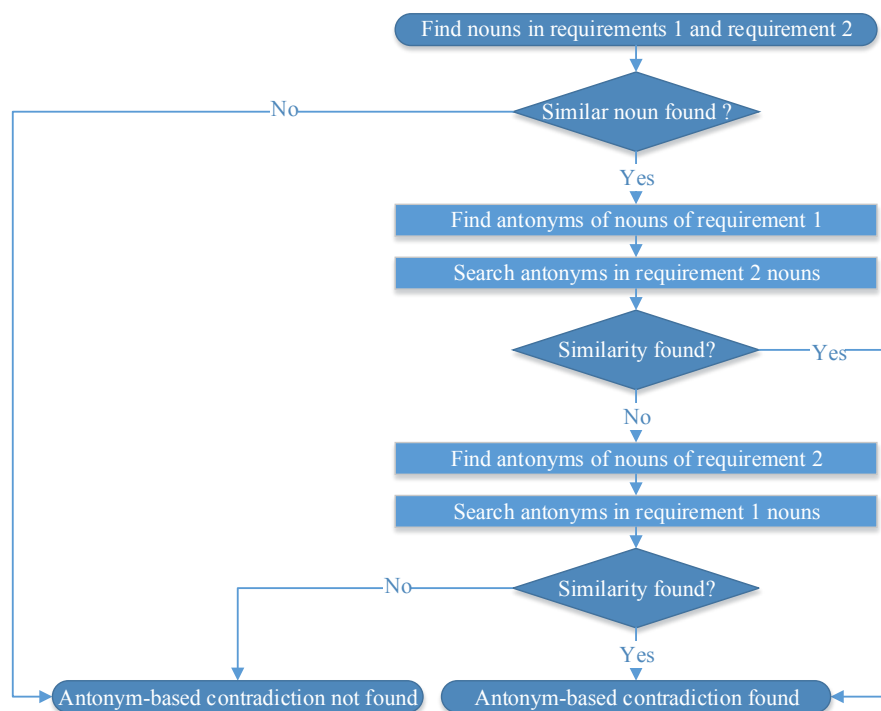 Find nouns in requirements 1 and requirement 2
No
Similar noun found ?
Yes
Find antonyms of nouns of requirement 1
Search antonyms in requirement 2 nouns
Similarity found?
Yes
No
Find antonyms of nouns of requirement 2
Search antonyms in requirement 1 nouns
No
Similarity found?
Yes
Antonym-based contradiction not found
Antonym-based contradiction found